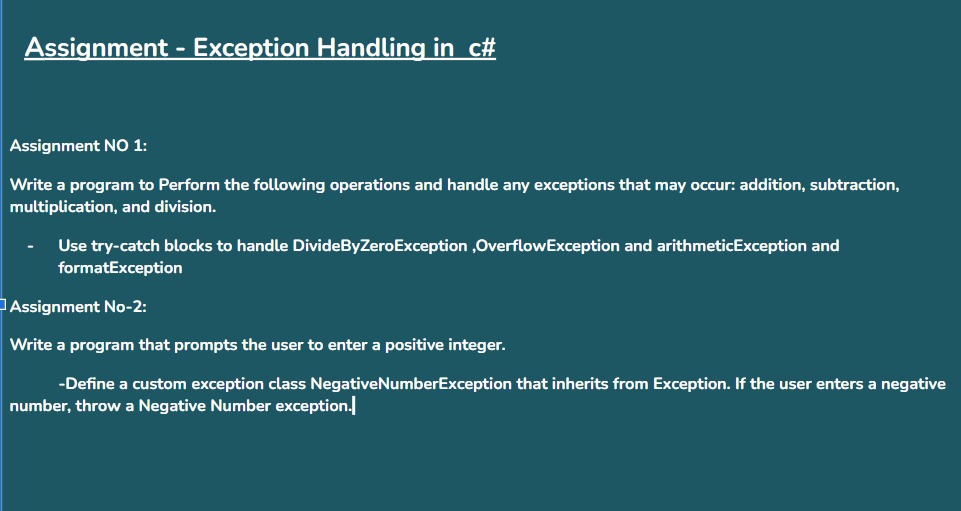 Assignment - Exception Handling in c#
Assignment NO 1:
Write a program to Perform the following operations and handle any exceptions that may occur: addition, subtraction,
multiplication, and division.
- Use try-catch blocks to handle DivideByZeroException ,OverflowException and arithmeticException and
formatException
Assignment No-2:
Write a program that prompts the user to enter a positive integer.
-Define a custom exception class NegativeNumberException that inherits from Exception. If the user enters a negative
number, throw a Negative Number exception.